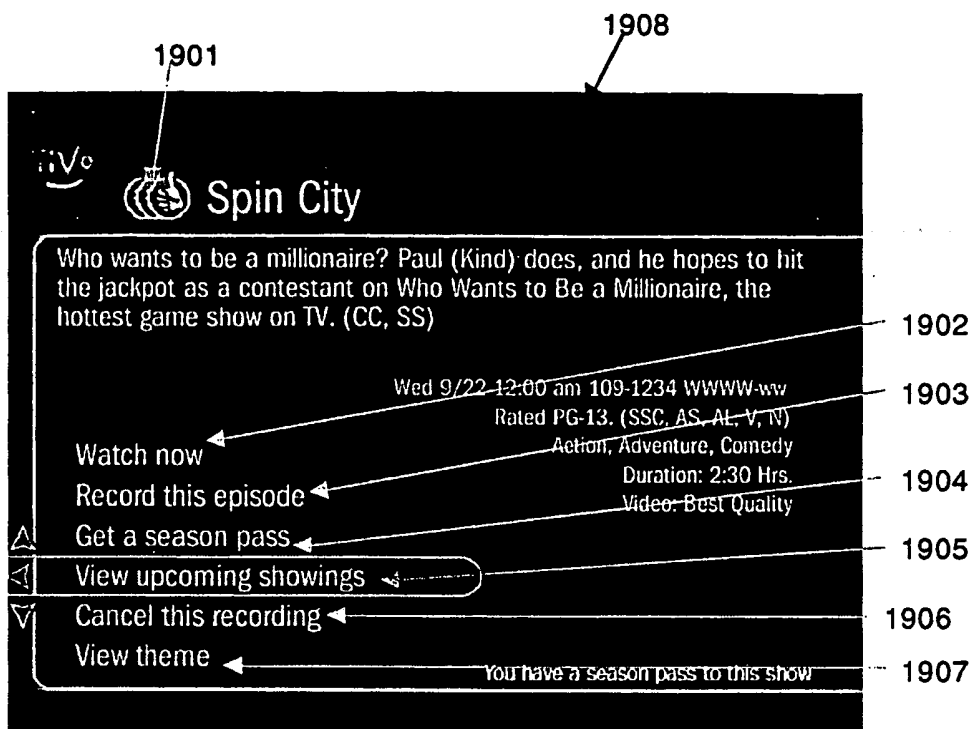 1908
1901
TiVo
Spin City
Who wants to be a millionaire? Paul (Kind) does, and he hopes to hit
the jackpot as a contestant on Who Wants to Be a Millionaire, the
hottest game show on TV. (CC, SS)
1902
Wed 9/22 12:00 am 109-1234 WWWW-ww
1903
Rated PG-13. (SSC, AS, AL, V, N)
Action, Adventure, Comedy
Watch now
Duration: 2:30 Hrs.
1904
Record this episode
Video: Best Quality
Get a season pass
1905
View upcoming showings
Cancel this recording
1906
View theme
1907
You have a season pass to this show